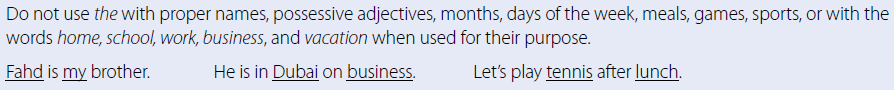 Do not use the with proper names, possessive adjectives, months, days of the week, meals, games, sports, or with the
words home, school, work, business, and vacation when used for their purpose.
Fahd is my brother. He is in Dubai on business. Let's play tennis after lunch.